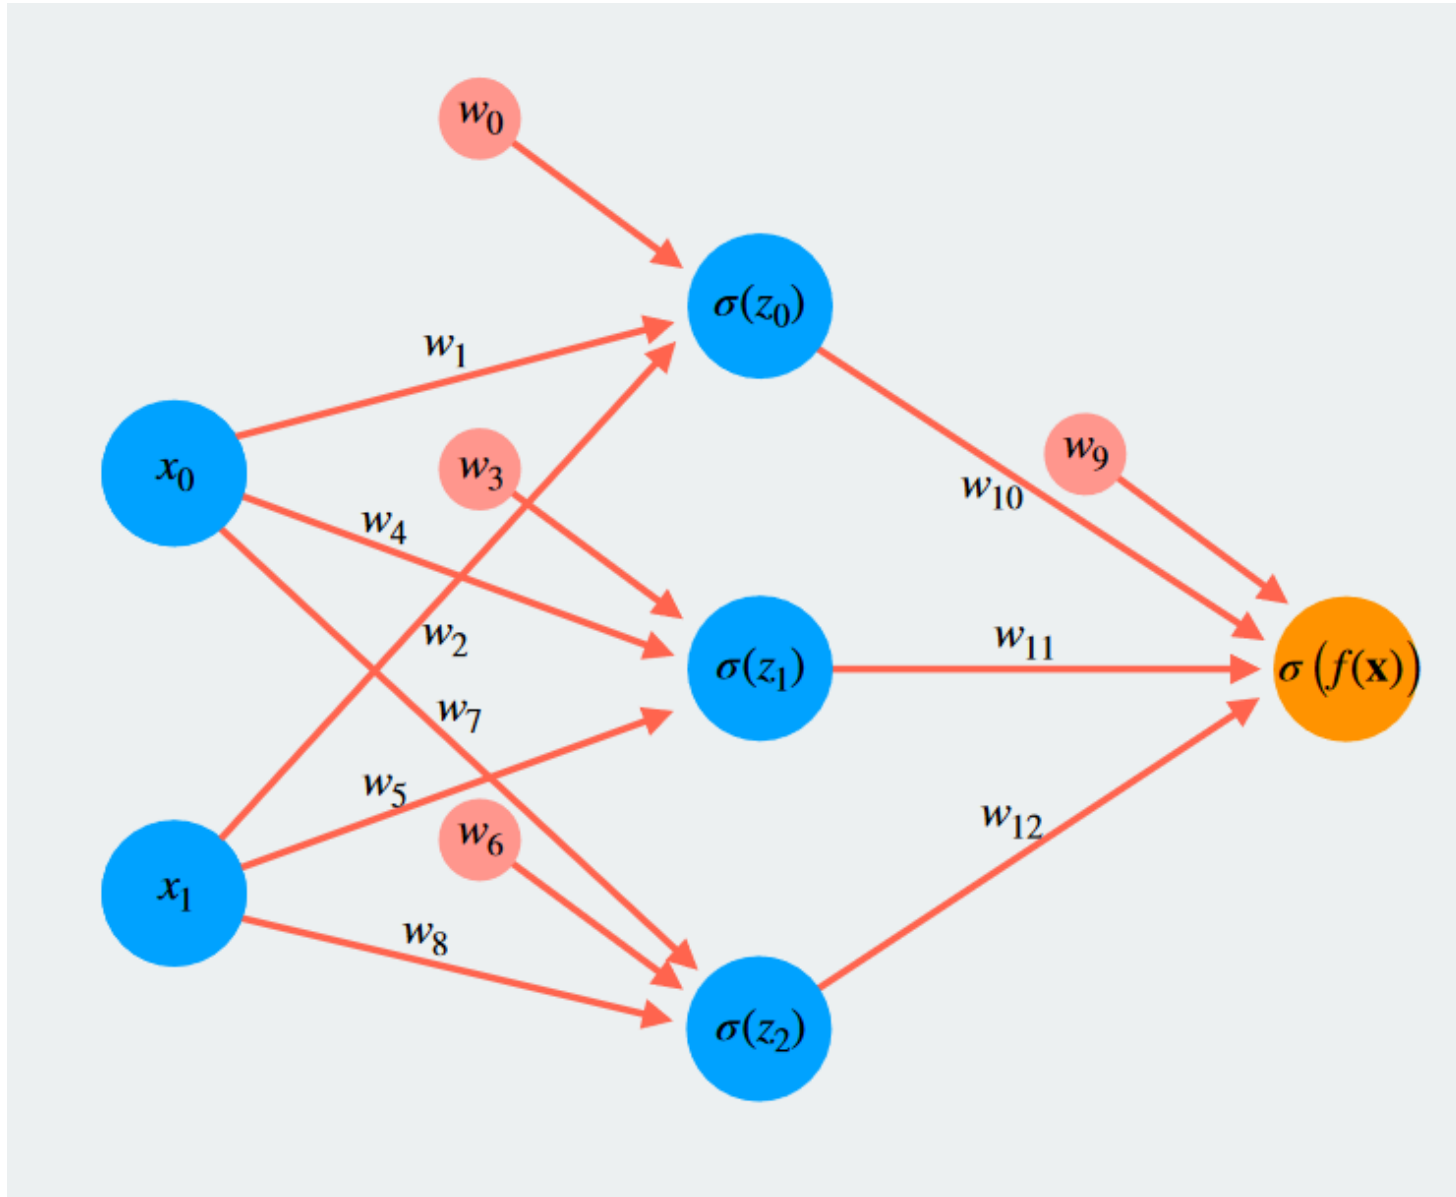 w₀
σ(z₀)
w₁
x₀
w₃
w₉
w₁₀
w₄
w₂
w₁₁
σ(z₁)
σ (f(𝐱))
w₇
w₅
w₆
w₁₂
x₁
w₈
σ(z₂)